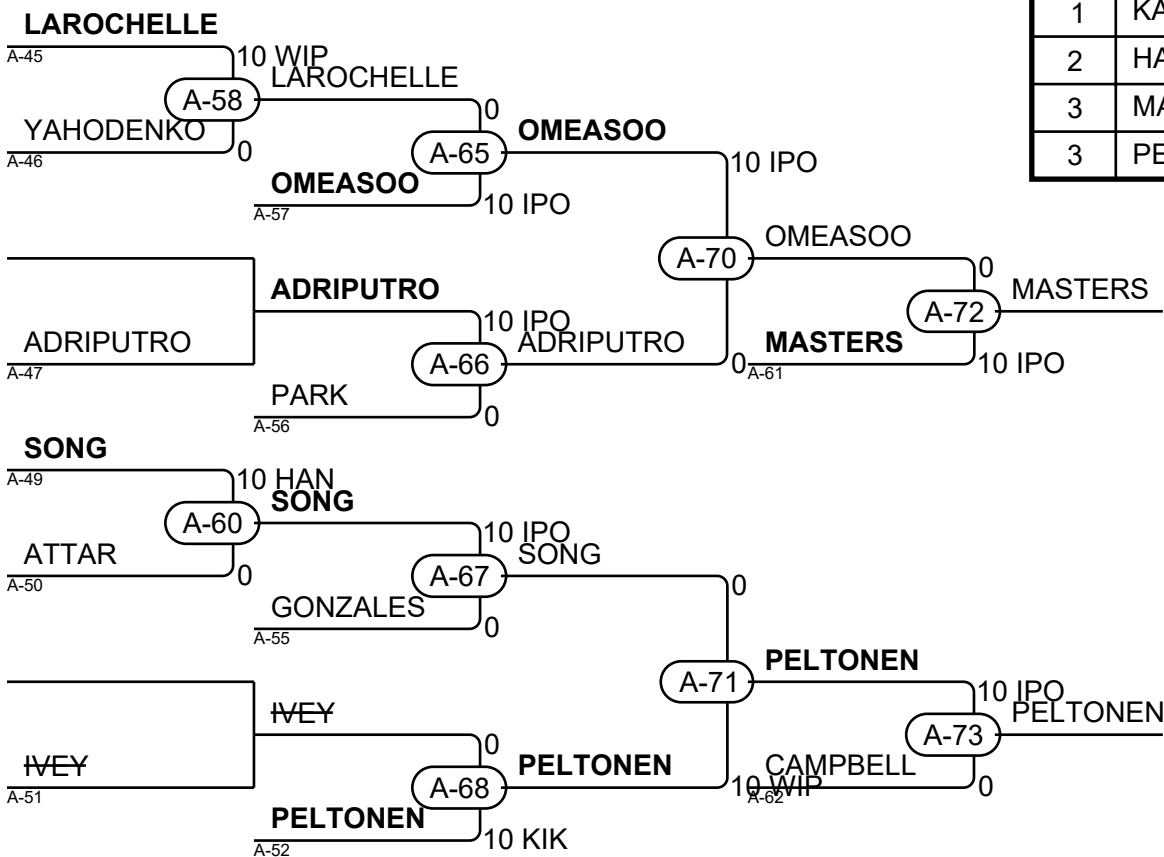 LAROCHELLE
1 KA
A-45
10 WIP
LAROCHELLE
2 HA
A-58
0
YAHODENKO
OMEASOO
3 MA
A-46
0
A-65
10 IPO
3 PE
OMEASOO
A-57
10 IPO
OMEASOO
A-70
0
ADRIPUTRO
MASTERS
10 IPO
A-72
ADRIPUTRO
ADRIPUTRO
MASTERS
A-47
A-66
0
A-61
10 IPO
PARK
A-56
0
SONG
A-49
10 HAN
SONG
A-60
10 IPO
ATTAR
SONG
A-50
0
A-67
0
GONZALES
A-55
0
PELTONEN
A-71
10 IPO
IVEY
PELTONEN
0
A-73
IVEY
PELTONEN
CAMPBELL
A-51
A-68
10 WIP
A-62
0
PELTONEN
10 KIK
A-52